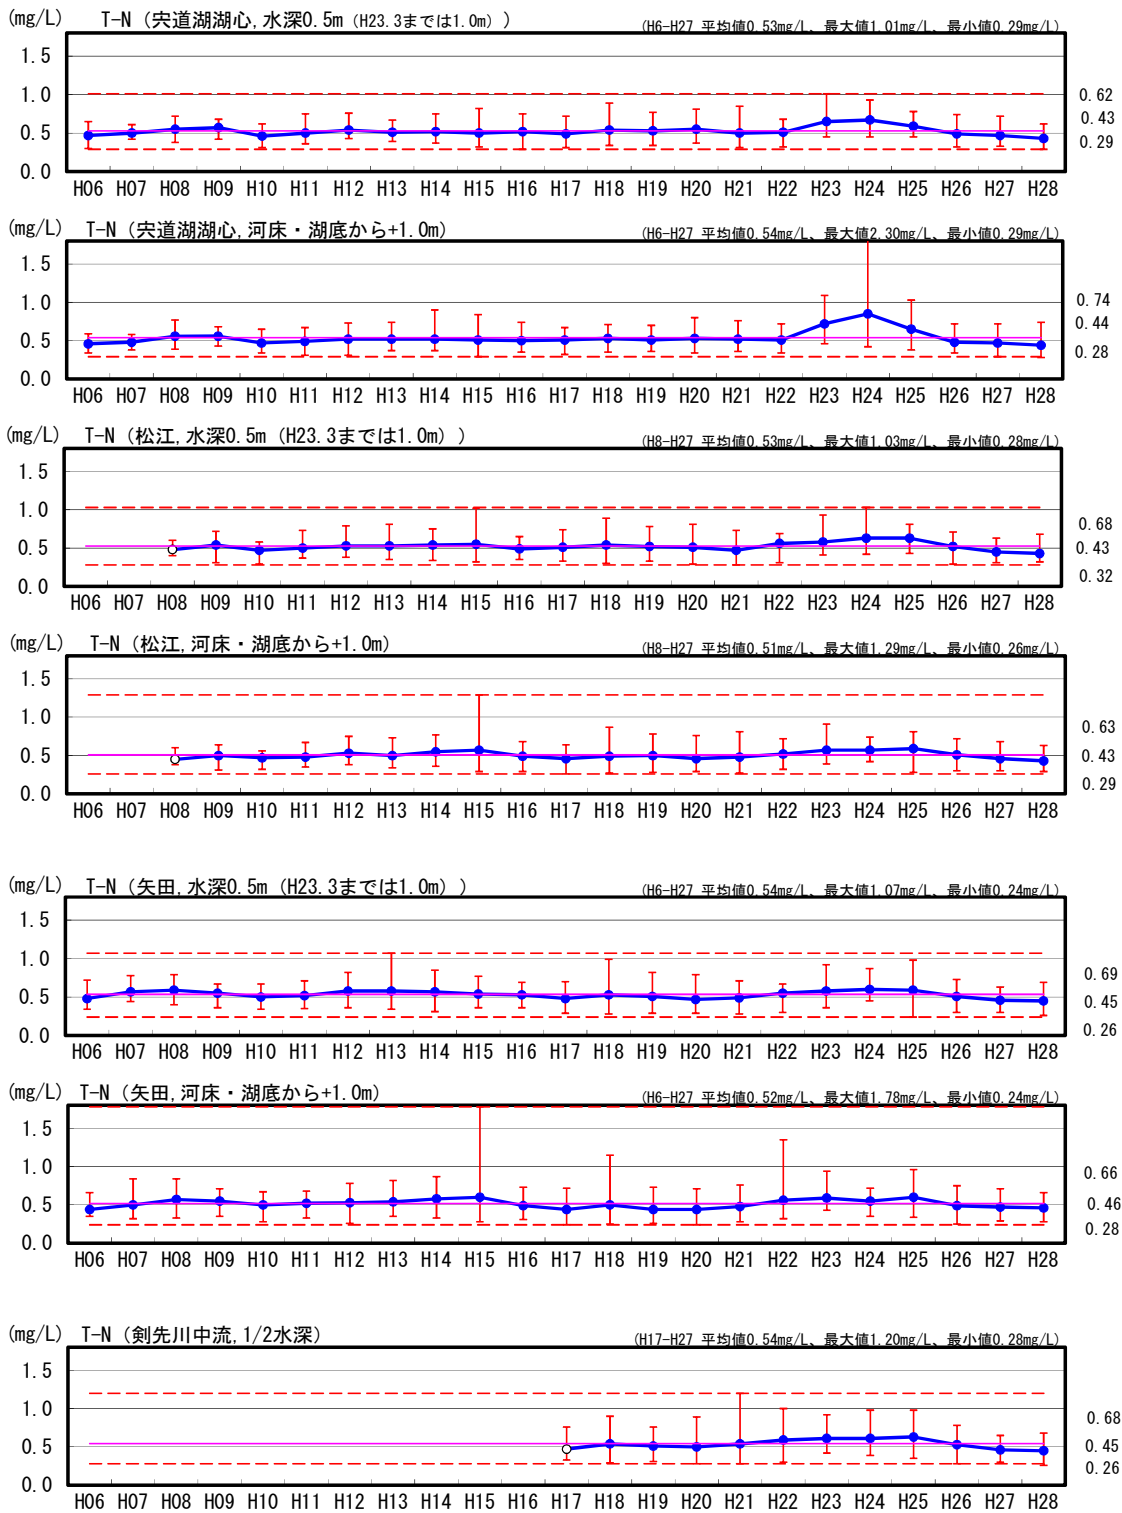 (mg/L) T-N (宍道湖湖心,水深0.5m (H23.3までは1.0m) ) (H6-H27 平均値0.53mg/L、最大値1.01mg/L、最小値0.29mg/L)
1.5
1.0 0.62
0.5 0.43
0.0 0.29
H06 H07 H08 H09 H10 H11 H12 H13 H14 H15 H16 H17 H18 H19 H20 H21 H22 H23 H24 H25 H26 H27 H28
(mg/L) T-N (宍道湖湖心,河床・湖底から+1.0m) (H6-H27 平均値0.54mg/L、最大値2.30mg/L、最小値0.29mg/L)
1.5
1.0 0.74
0.5 0.44
0.0 0.28
H06 H07 H08 H09 H10 H11 H12 H13 H14 H15 H16 H17 H18 H19 H20 H21 H22 H23 H24 H25 H26 H27 H28
(mg/L) T-N (松江,水深0.5m (H23.3までは1.0m) ) (H8-H27 平均値0.53mg/L、最大値1.03mg/L、最小値0.28mg/L)
1.5
1.0 0.68
0.5 0.43
0.0 0.32
H06 H07 H08 H09 H10 H11 H12 H13 H14 H15 H16 H17 H18 H19 H20 H21 H22 H23 H24 H25 H26 H27 H28
(mg/L) T-N (松江,河床・湖底から+1.0m) (H8-H27 平均値0.51mg/L、最大値1.29mg/L、最小値0.26mg/L)
1.5
1.0 0.63
0.5 0.43
0.0 0.29
H06 H07 H08 H09 H10 H11 H12 H13 H14 H15 H16 H17 H18 H19 H20 H21 H22 H23 H24 H25 H26 H27 H28
(mg/L) T-N (矢田,水深0.5m (H23.3までは1.0m) ) (H6-H27 平均値0.54mg/L、最大値1.07mg/L、最小値0.24mg/L)
1.5
1.0 0.69
0.5 0.45
0.0 0.26
H06 H07 H08 H09 H10 H11 H12 H13 H14 H15 H16 H17 H18 H19 H20 H21 H22 H23 H24 H25 H26 H27 H28
(mg/L) T-N (矢田,河床・湖底から+1.0m) (H6-H27 平均値0.52mg/L、最大値1.78mg/L、最小値0.24mg/L)
1.5
1.0 0.66
0.5 0.46
0.0 0.28
H06 H07 H08 H09 H10 H11 H12 H13 H14 H15 H16 H17 H18 H19 H20 H21 H22 H23 H24 H25 H26 H27 H28
(mg/L) T-N (剣先川中流,1/2水深) (H17-H27 平均値0.54mg/L、最大値1.20mg/L、最小値0.28mg/L)
1.5
1.0 0.68
0.5 0.45
0.0 0.26
H06 H07 H08 H09 H10 H11 H12 H13 H14 H15 H16 H17 H18 H19 H20 H21 H22 H23 H24 H25 H26 H27 H28